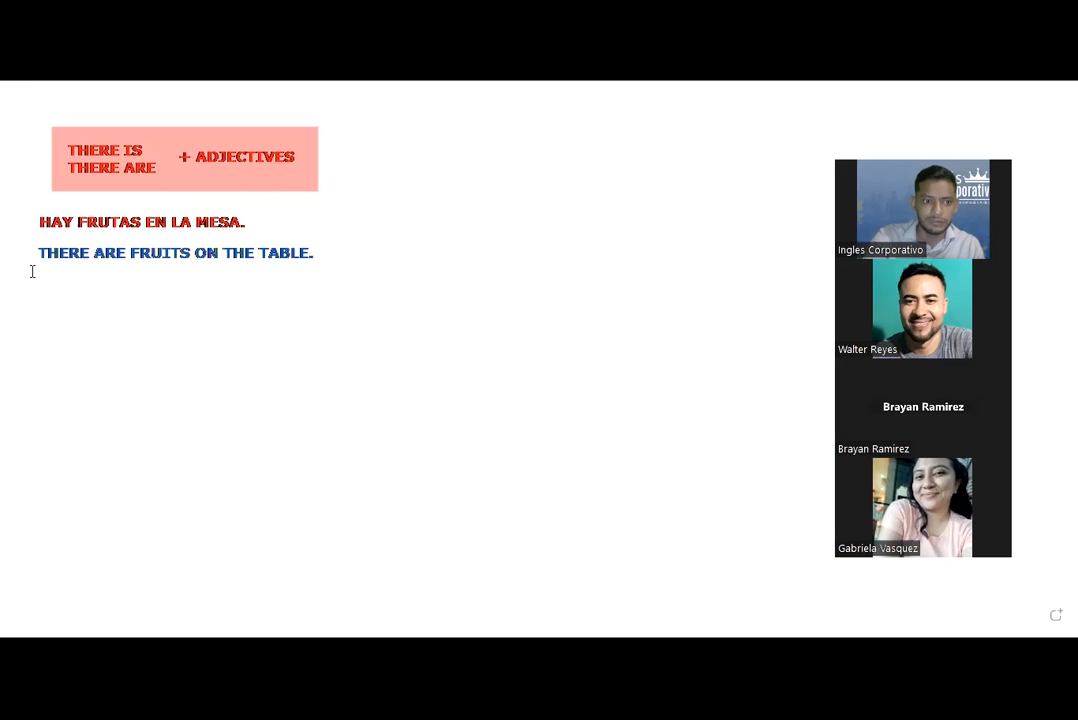 THERE IS
THERE ARE
+ ADJECTIVES
HAY FRUTAS EN LA MESA.
THERE ARE FRUITS ON THE TABLE.
Ingles Corporativo
Walter Reyes
Brayan Ramirez
Brayan Ramirez
Gabriela Vasquez